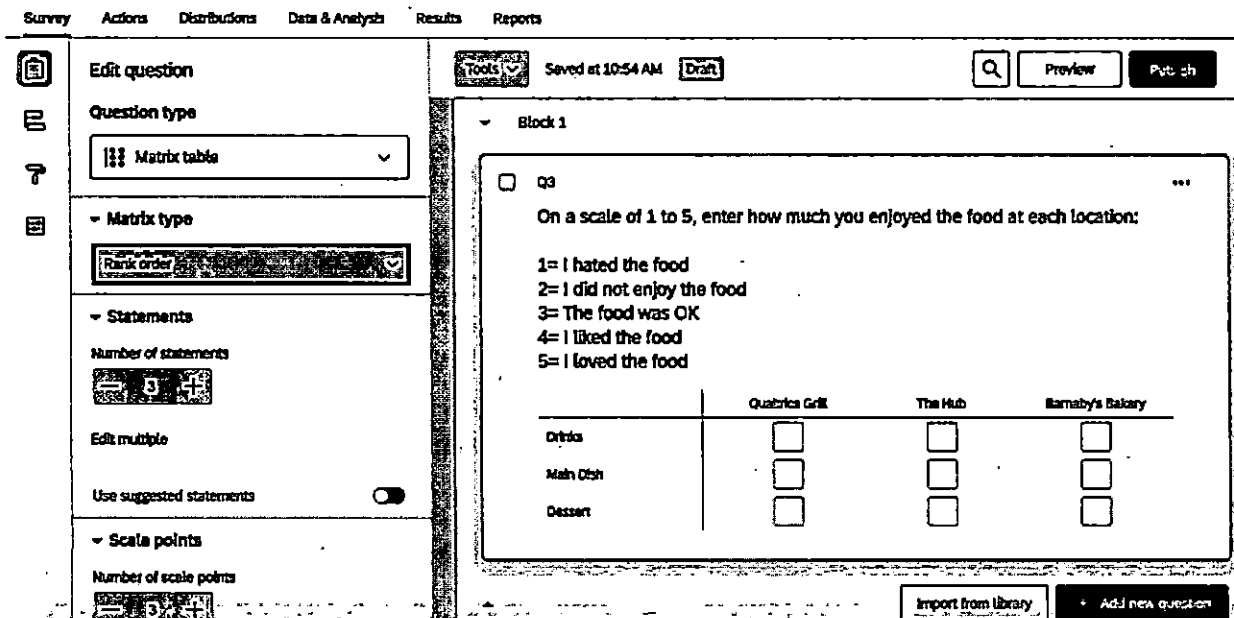 Survey Actions Distributions Data & Analysis Results Reports
Edit question
Question type
Matrix table
Matrix type
Rank order
Statements
Number of statements
3
Edit multiple
Use suggested statements
Scale points
Number of scale points
3
Tools Saved at 10:54 AM Draft Preview Publish
Block 1
Q3
On a scale of 1 to 5, enter how much you enjoyed the food at each location:
1= I hated the food
2= I did not enjoy the food
3= The food was OK
4= I liked the food
5= I loved the food
Qualtrics Grill The Hub Barnaby's Bakery
Drinks
Main Dish
Dessert
Import from library + Add new question